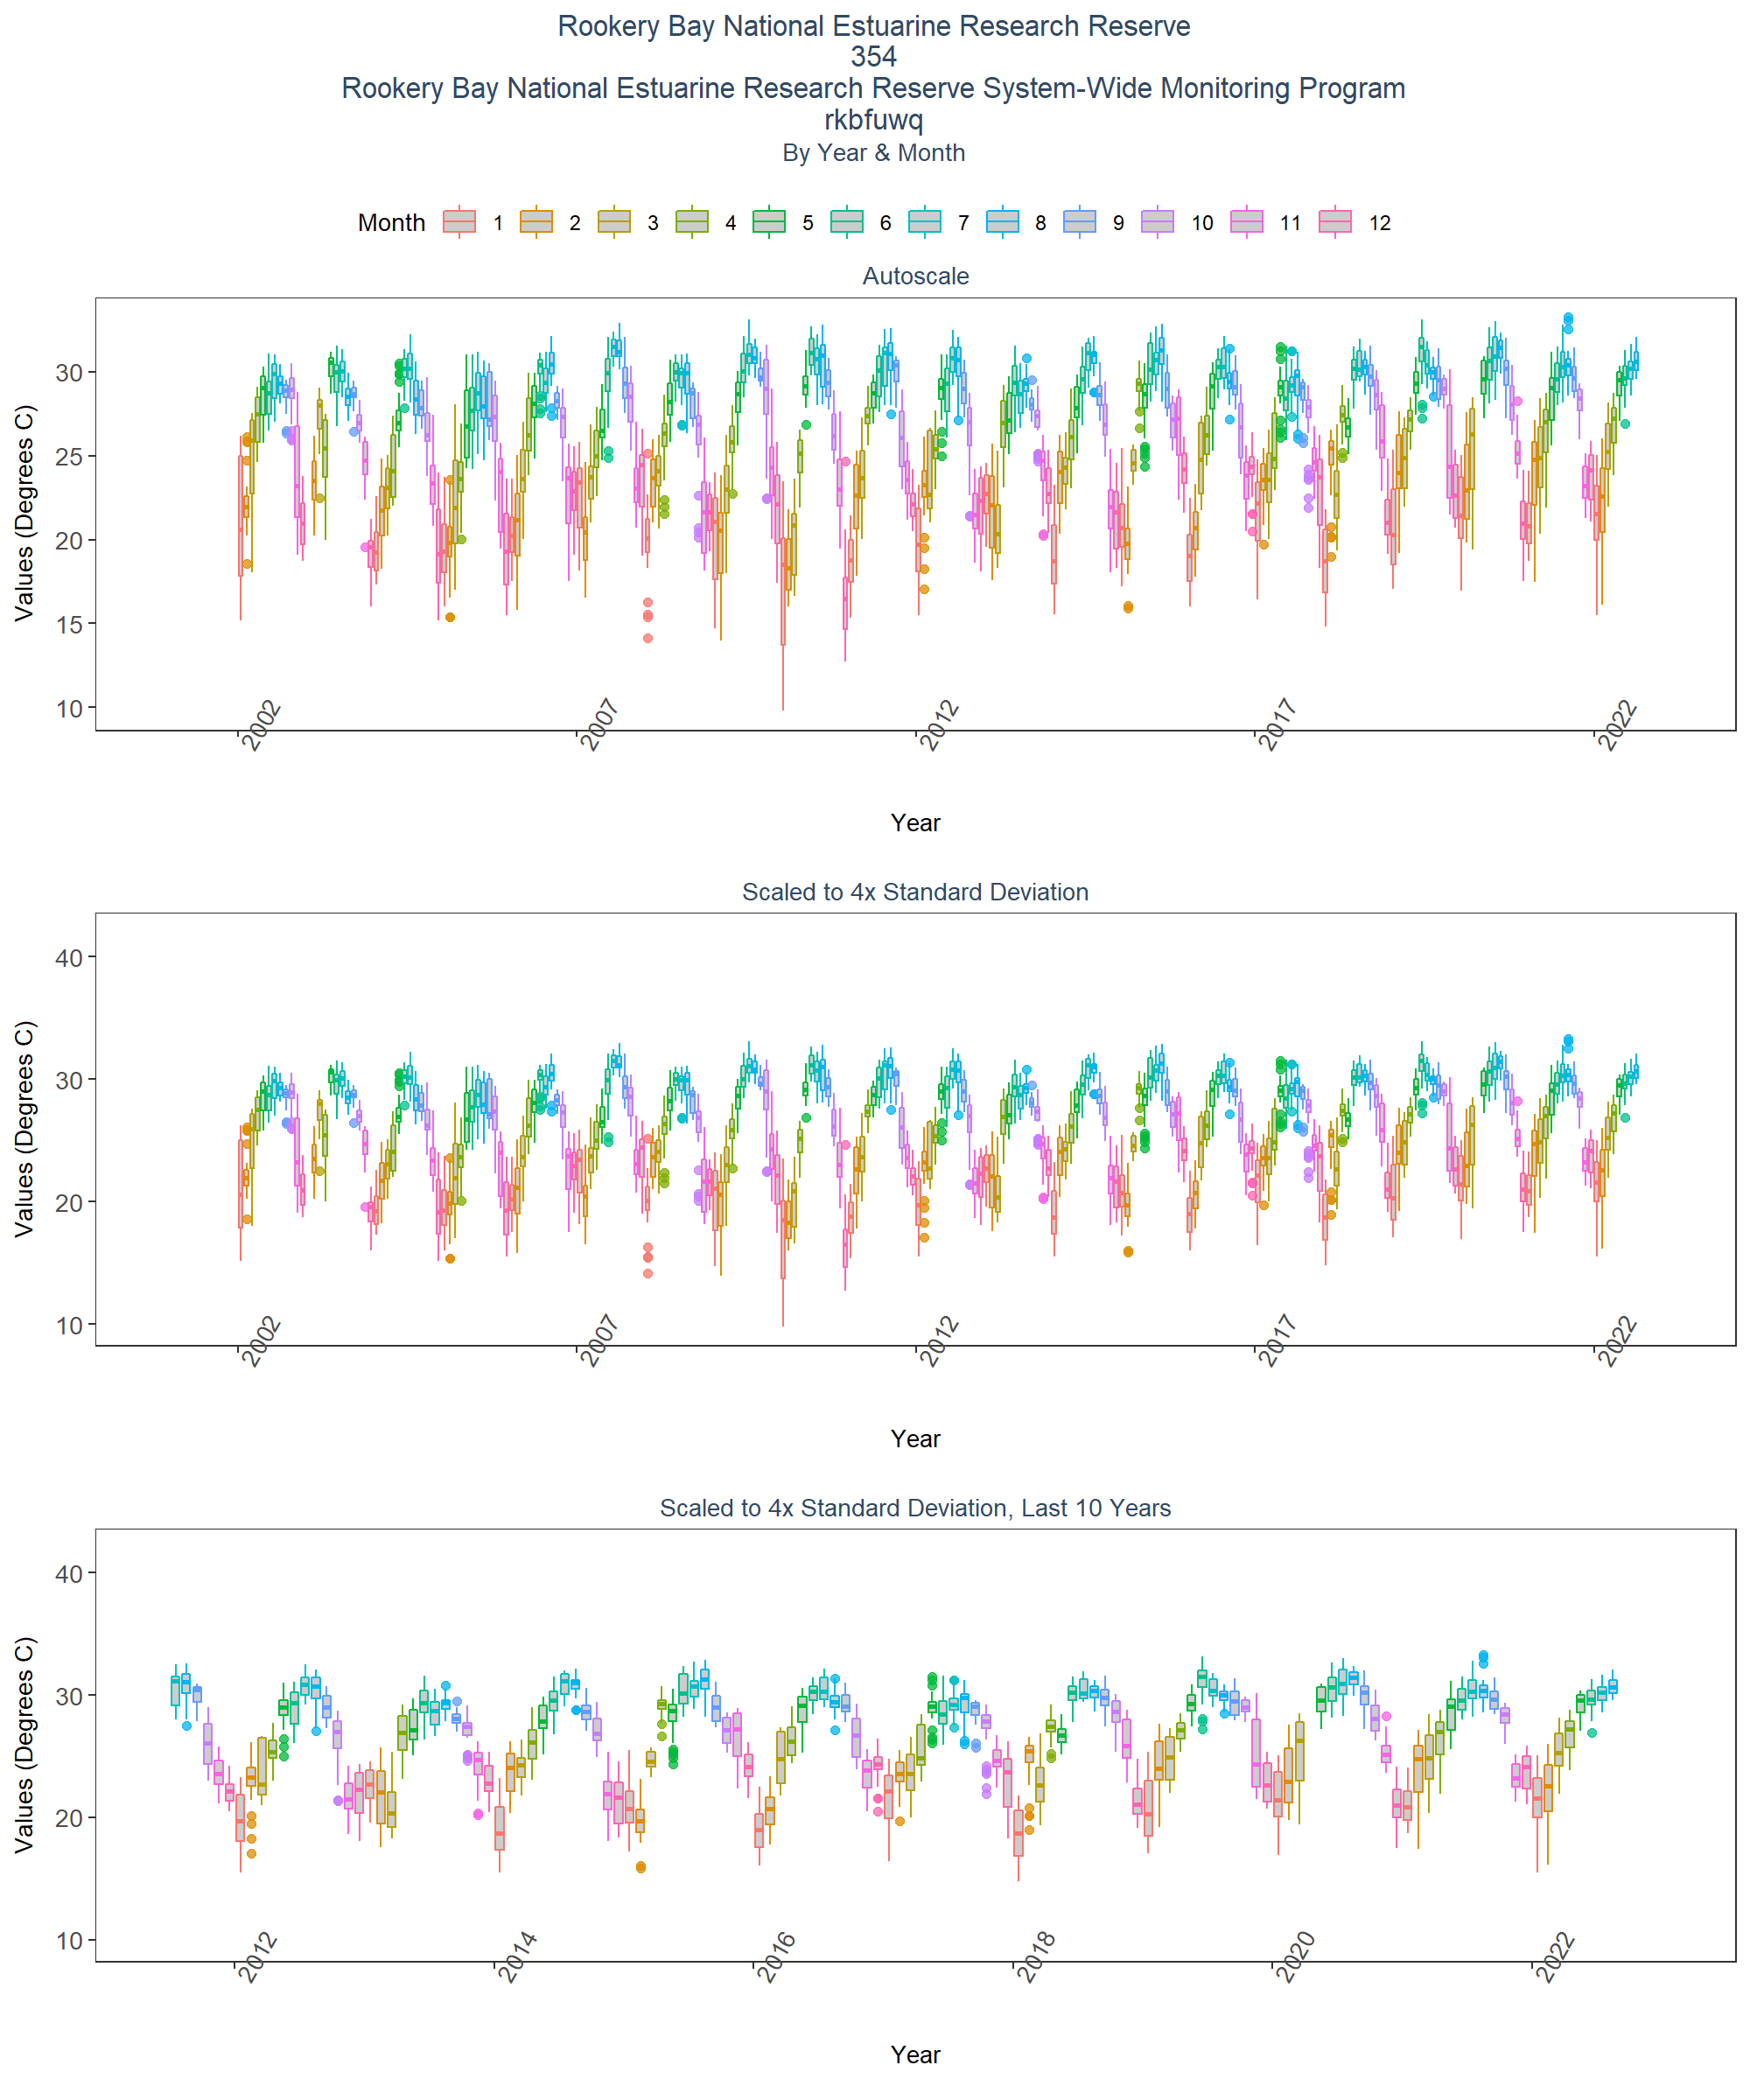 Rookery Bay National Estuarine Research Reserve
354
Rookery Bay National Estuarine Research Reserve System-Wide Monitoring Program
rkbfuwq
By Year & Month
Month 1 2 3 4 5 6 7 8 9 10 11 12
Autoscale
Values (Degrees C)
30
25
20
15
10
2002 2007 2012 2017 2022
Year
Scaled to 4x Standard Deviation
Values (Degrees C)
40
30
20
10
2002 2007 2012 2017 2022
Year
Scaled to 4x Standard Deviation, Last 10 Years
Values (Degrees C)
40
30
20
10
2012 2014 2016 2018 2020 2022
Year